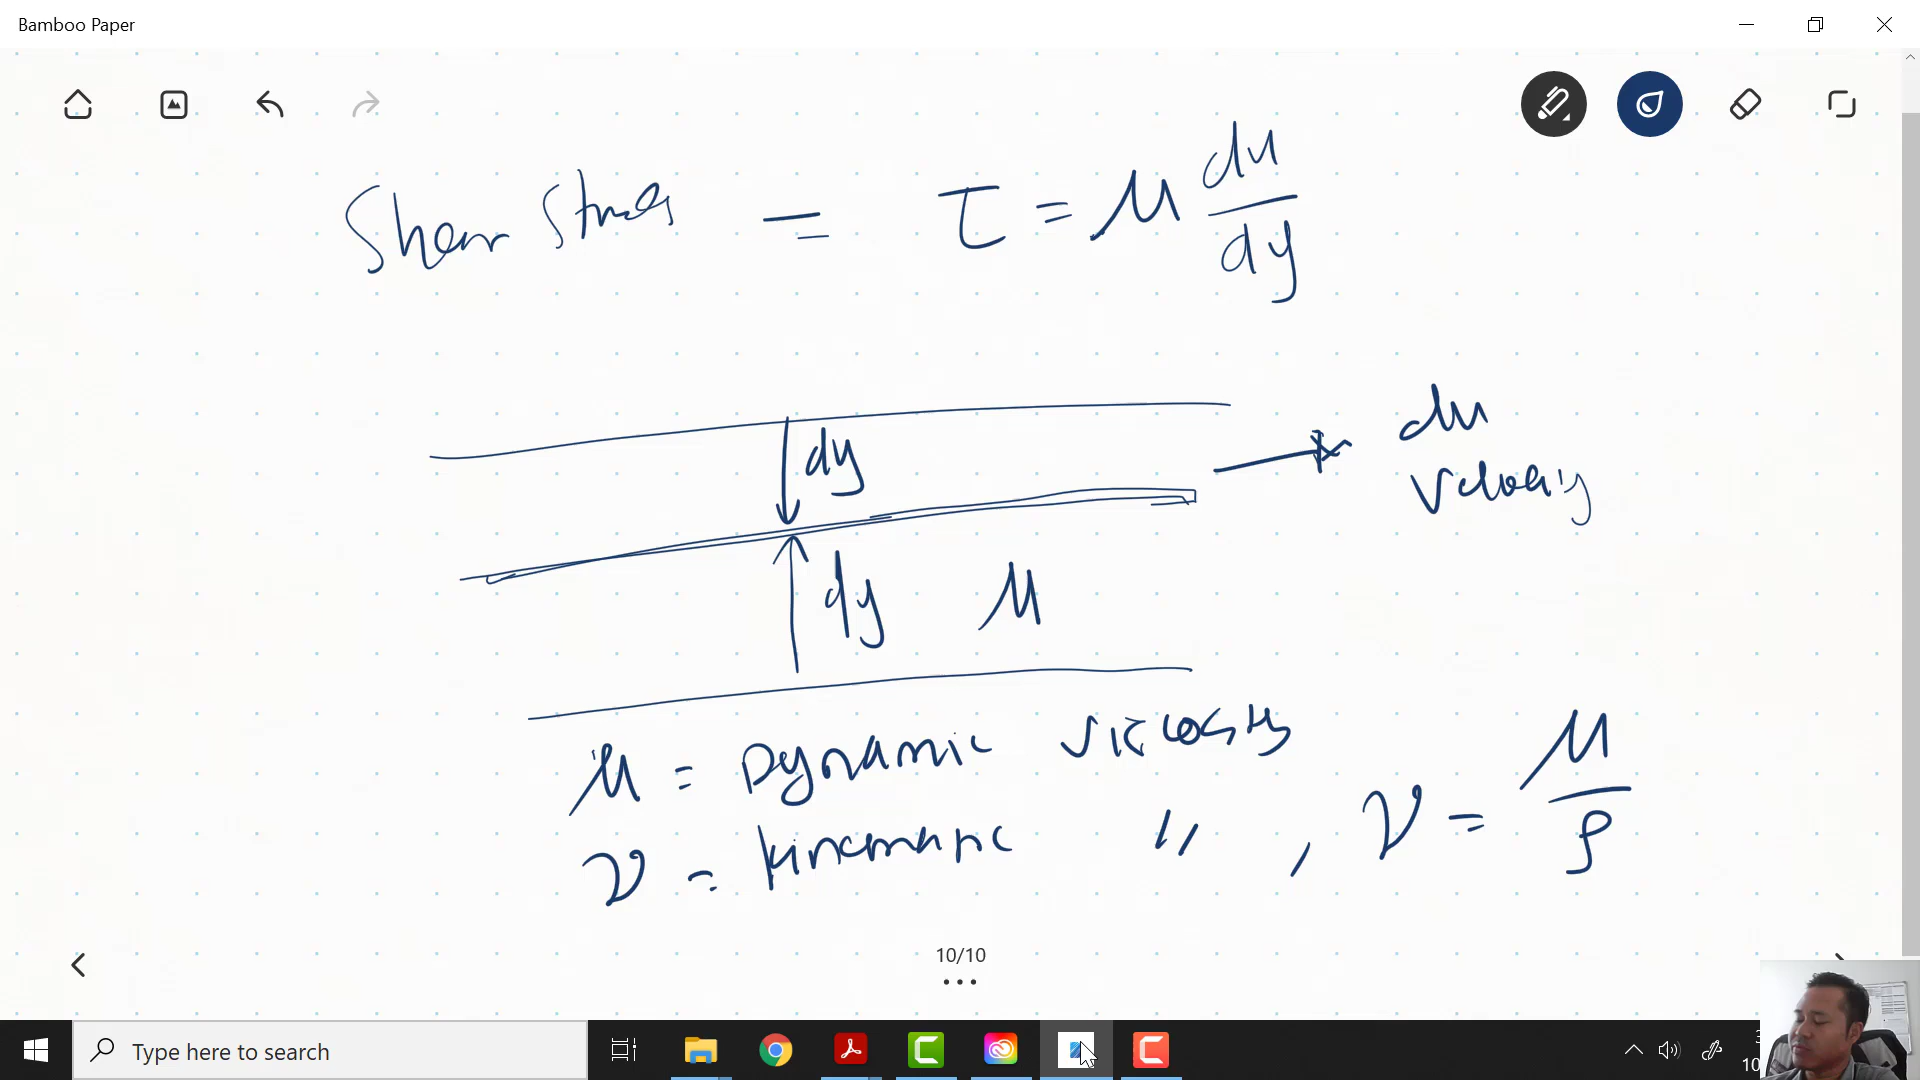 Bamboo Paper
Shear Stress = τ = μ du/dy
dy
du
velocity
dy μ
μ = Dynamic viscosity
ν = kinematic 〃 , ν = μ/ρ
10/10
Type here to search